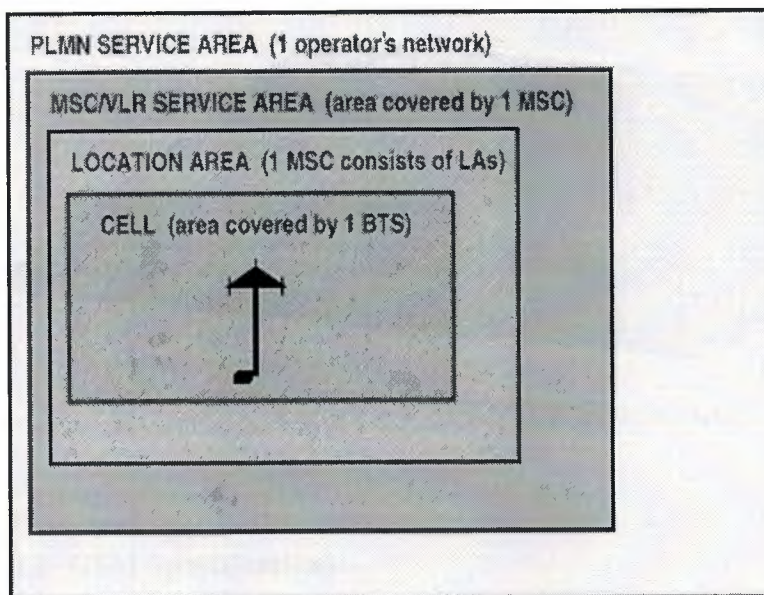 PLMN SERVICE AREA (1 operator's network)
MSC/VLR SERVICE AREA (area covered by 1 MSC)
LOCATION AREA (1 MSC consists of LAs)
CELL (area covered by 1 BTS)